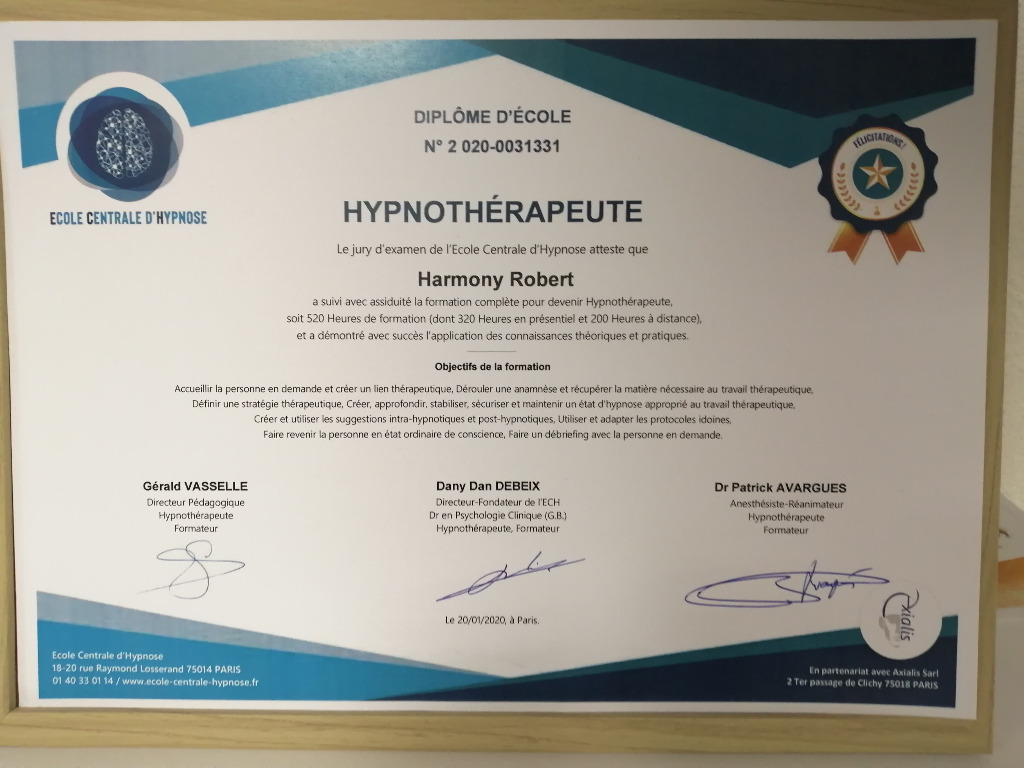 DIPLÔME D'ÉCOLE
N° 2 020-0031331
ECOLE CENTRALE D'HYPNOSE
FÉLICITATIONS!
HYPNOTHÉRAPEUTE
Le jury d'examen de l'Ecole Centrale d'Hypnose atteste que
Harmony Robert
a suivi avec assiduité la formation complète pour devenir Hypnothérapeute,
soit 520 Heures de formation (dont 320 Heures en présentiel et 200 Heures à distance),
et a démontré avec succès l'application des connaissances théoriques et pratiques.
Objectifs de la formation
Accueillir la personne en demande et créer un lien thérapeutique, Dérouler une anamnèse et récupérer la matière nécessaire au travail thérapeutique,
Définir une stratégie thérapeutique, Créer, approfondir, stabiliser, sécuriser et maintenir un état d'hypnose approprié au travail thérapeutique,
Créer et utiliser les suggestions intra-hypnotiques et post-hypnotiques, Utiliser et adapter les protocoles idoines,
Faire revenir la personne en état ordinaire de conscience, Faire un débriefing avec la personne en demande.
Gérald VASSELLE
Directeur Pédagogique
Hypnothérapeute
Formateur
Dany Dan DEBEIX
Directeur-Fondateur de l'ECH
Dr en Psychologie Clinique (G.B.)
Hypnothérapeute, Formateur
Dr Patrick AVARGUES
Anesthésiste-Réanimateur
Hypnothérapeute
Formateur
Le 20/01/2020, à Paris.
Axialis
Ecole Centrale d'Hypnose
18-20 rue Raymond Losserand 75014 PARIS
01 40 33 01 14 / www.ecole-centrale-hypnose.fr
En partenariat avec Axialis Sarl
2 Ter passage de Clichy 75018 PARIS